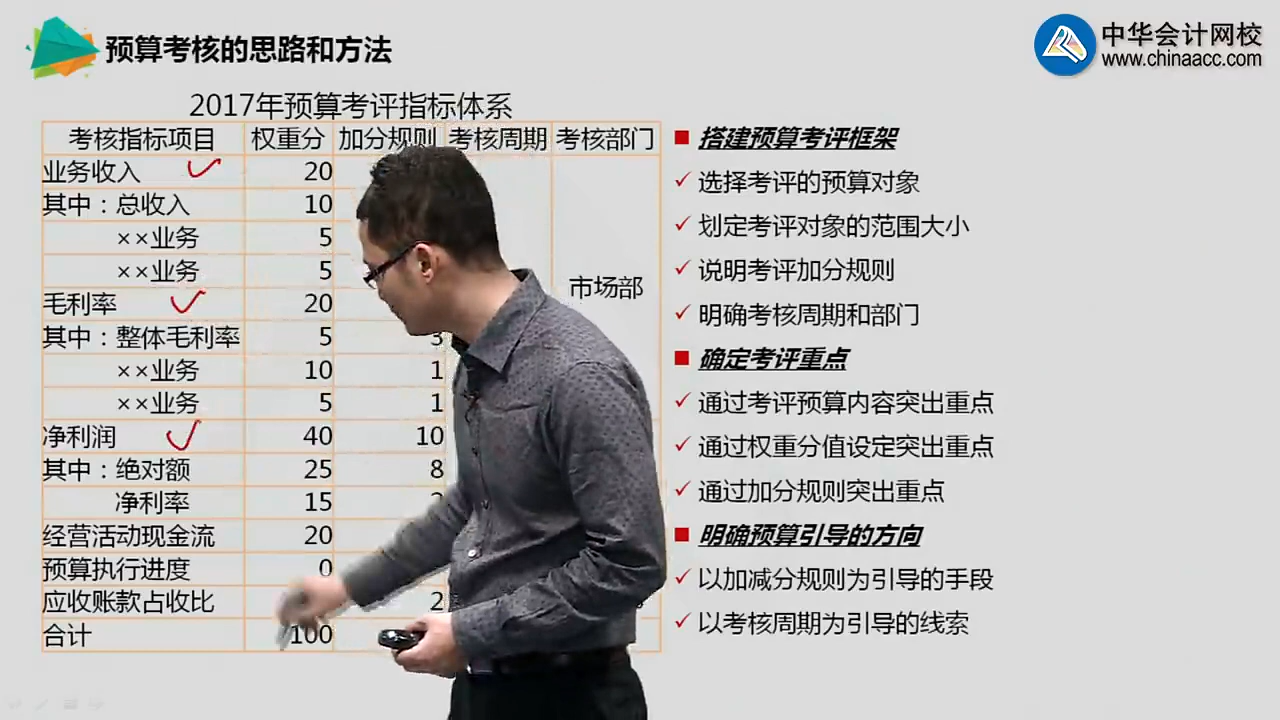 预算考核的思路和方法
中华会计网校
www.chinaacc.com
2017年预算考评指标体系
考核指标项目 权重分 加分规则 考核周期 考核部门
业务收入 20
其中：总收入 10
××业务 5
××业务 5
市场部
毛利率 20
其中：整体毛利率 5 3
××业务 10 1
××业务 5 1
净利润 40 10
其中：绝对额 25 8
净利率 15
经营活动现金流 20
预算执行进度 0
应收账款占收比 2
合计 100
搭建预算考评框架
选择考评的预算对象
划定考评对象的范围大小
说明考评加分规则
明确考核周期和部门
确定考评重点
通过考评预算内容突出重点
通过权重分值设定突出重点
通过加分规则突出重点
明确预算引导的方向
以加减分规则为引导的手段
以考核周期为引导的线索